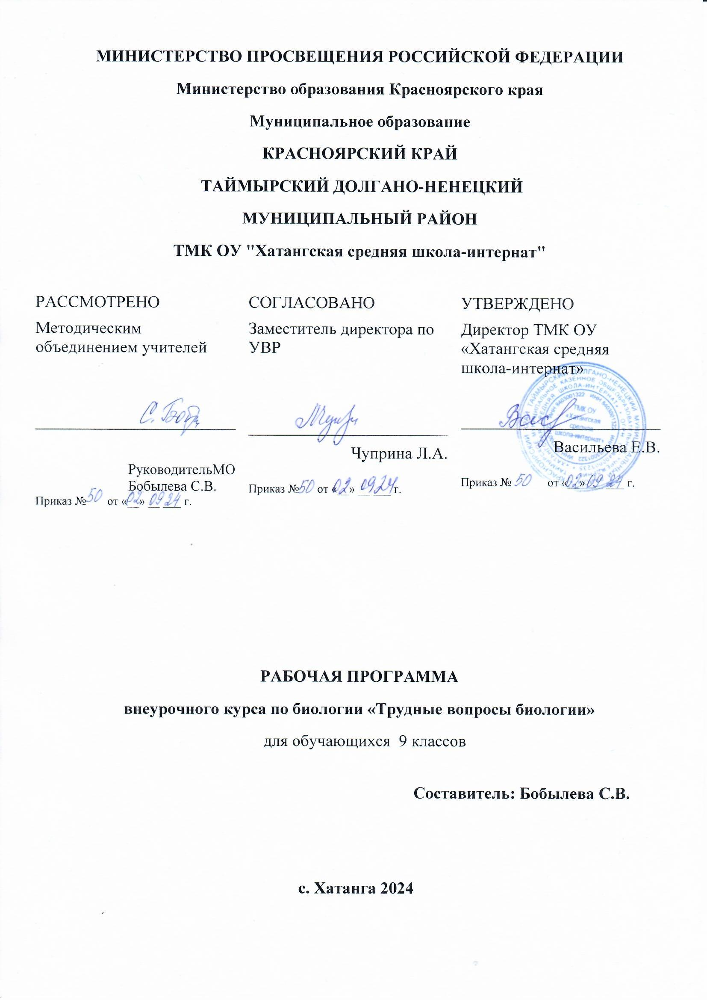 МИНИСТЕРСТВО ПРОСВЕЩЕНИЯ РОССИЙСКОЙ ФЕДЕРАЦИИ
Министерство образования Красноярского края
Муниципальное образование
КРАСНОЯРСКИЙ КРАЙ
ТАЙМЫРСКИЙ ДОЛГАНО-НЕНЕЦКИЙ
МУНИЦИПАЛЬНЫЙ РАЙОН
ТМК ОУ "Хатангская средняя школа-интернат"
РАССМОТРЕНО
Методическим
объединением учителей
С. Боб
РуководительМО
Бобылева С.В.
Приказ №50 от «02» 09 24 г.
СОГЛАСОВАНО
Заместитель директора по
УВР
Чуприна Л.А.
Приказ №50 от «02» 09 24 г.
УТВЕРЖДЕНО
Директор ТМК ОУ
«Хатангская средняя
школа-интернат»
Вас
Васильева Е.В.
Приказ № 50 от «02» 09 24 г.
ТМК ОУ
«Хатангская
средняя
школа-интернат»
ИНН 8403001322
РАБОЧАЯ ПРОГРАММА
внеурочного курса по биологии «Трудные вопросы биологии»
для обучающихся 9 классов
Составитель: Бобылева С.В.
с. Хатанга 2024